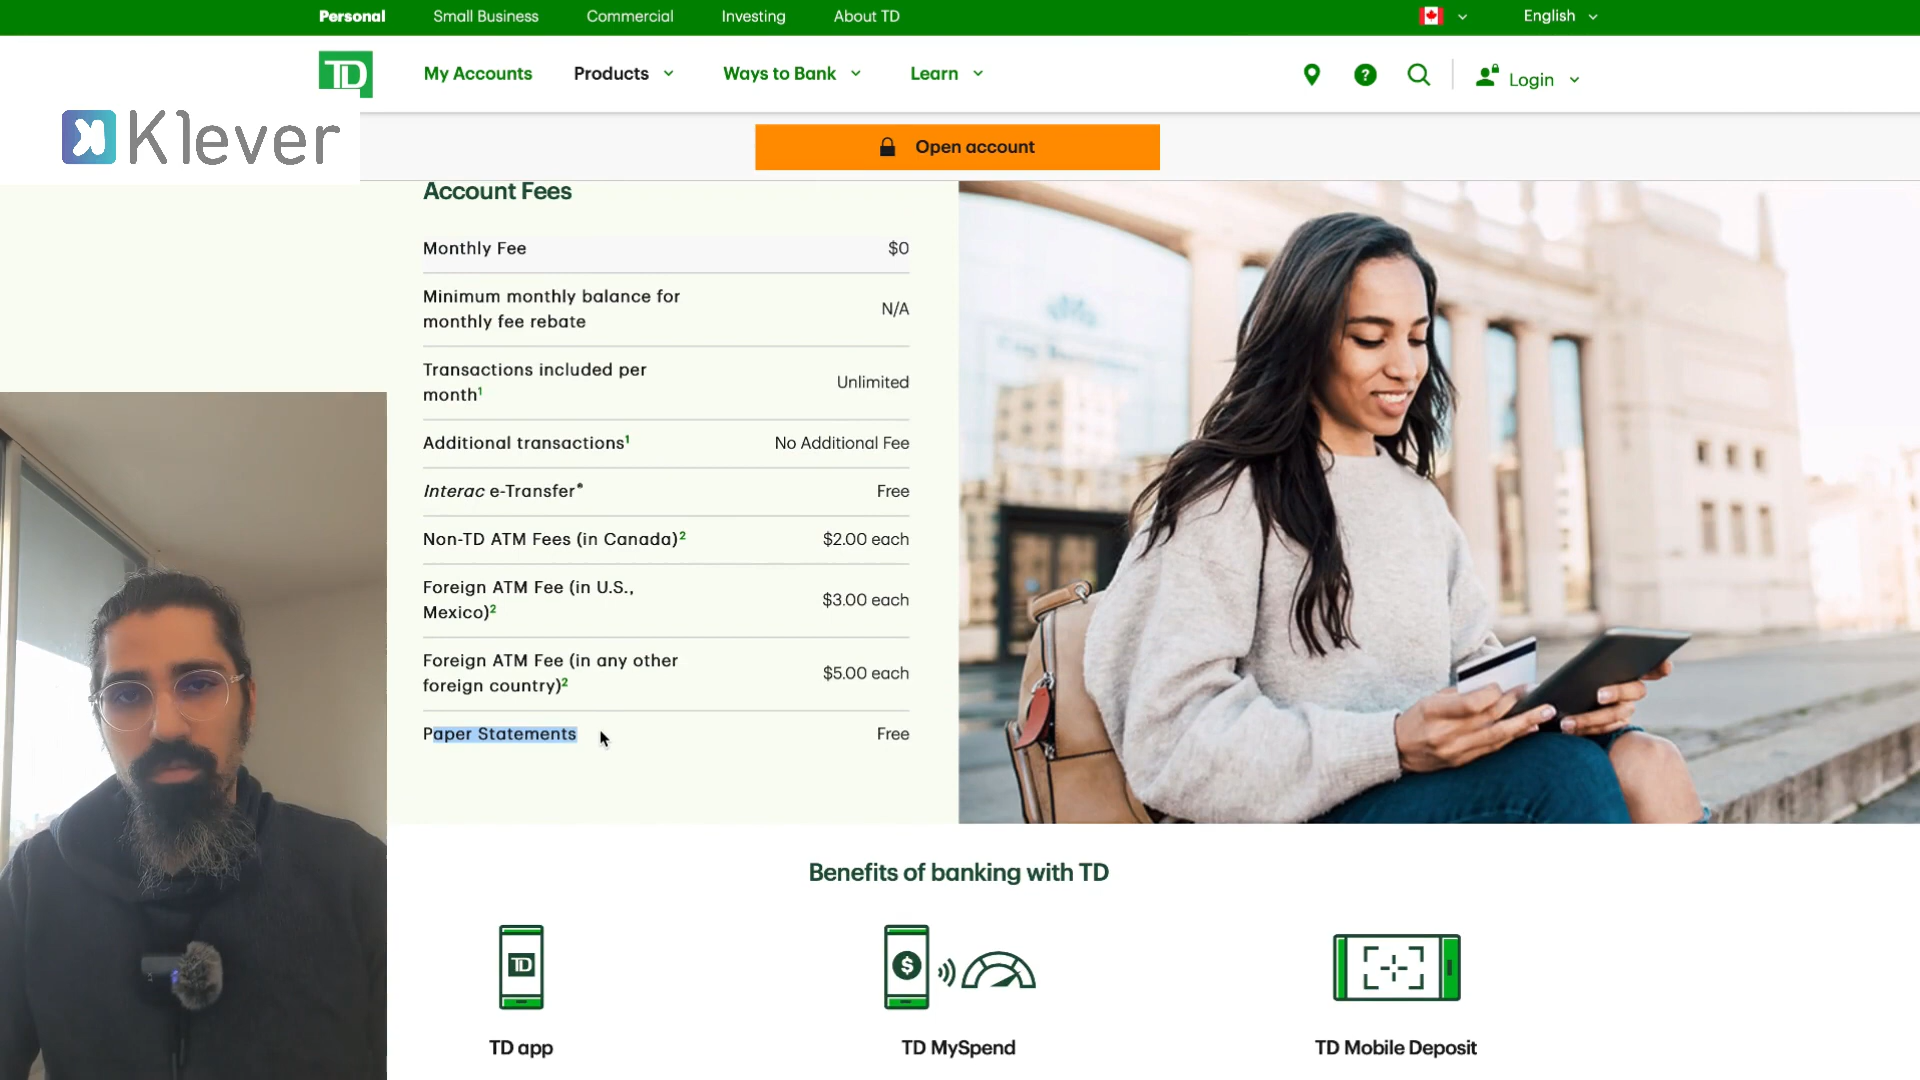 Personal Small Business Commercial Investing About TD English
TD My Accounts Products Ways to Bank Learn Login
Klever
Open account
Account Fees
Monthly Fee $0
Minimum monthly balance for
monthly fee rebate N/A
Transactions included per
month1 Unlimited
Additional transactions1 No Additional Fee
Interac e-Transfer® Free
Non-TD ATM Fees (in Canada)2 $2.00 each
Foreign ATM Fee (in U.S.,
Mexico)2 $3.00 each
Foreign ATM Fee (in any other
foreign country)2 $5.00 each
Paper Statements Free
Benefits of banking with TD
TD
$
TD app TD MySpend TD Mobile Deposit